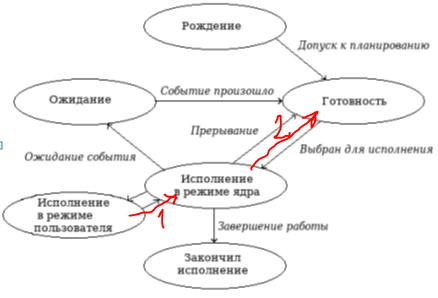 Рождение
Допуск к планированию
Событие произошло
Ожидание
Готовность
2
Прерывание
Выбран для исполнения
Ожидание события
Исполнение
в режиме ядра
Исполнение
в режиме
пользователя
1
Завершение работы
Закончил
исполнение